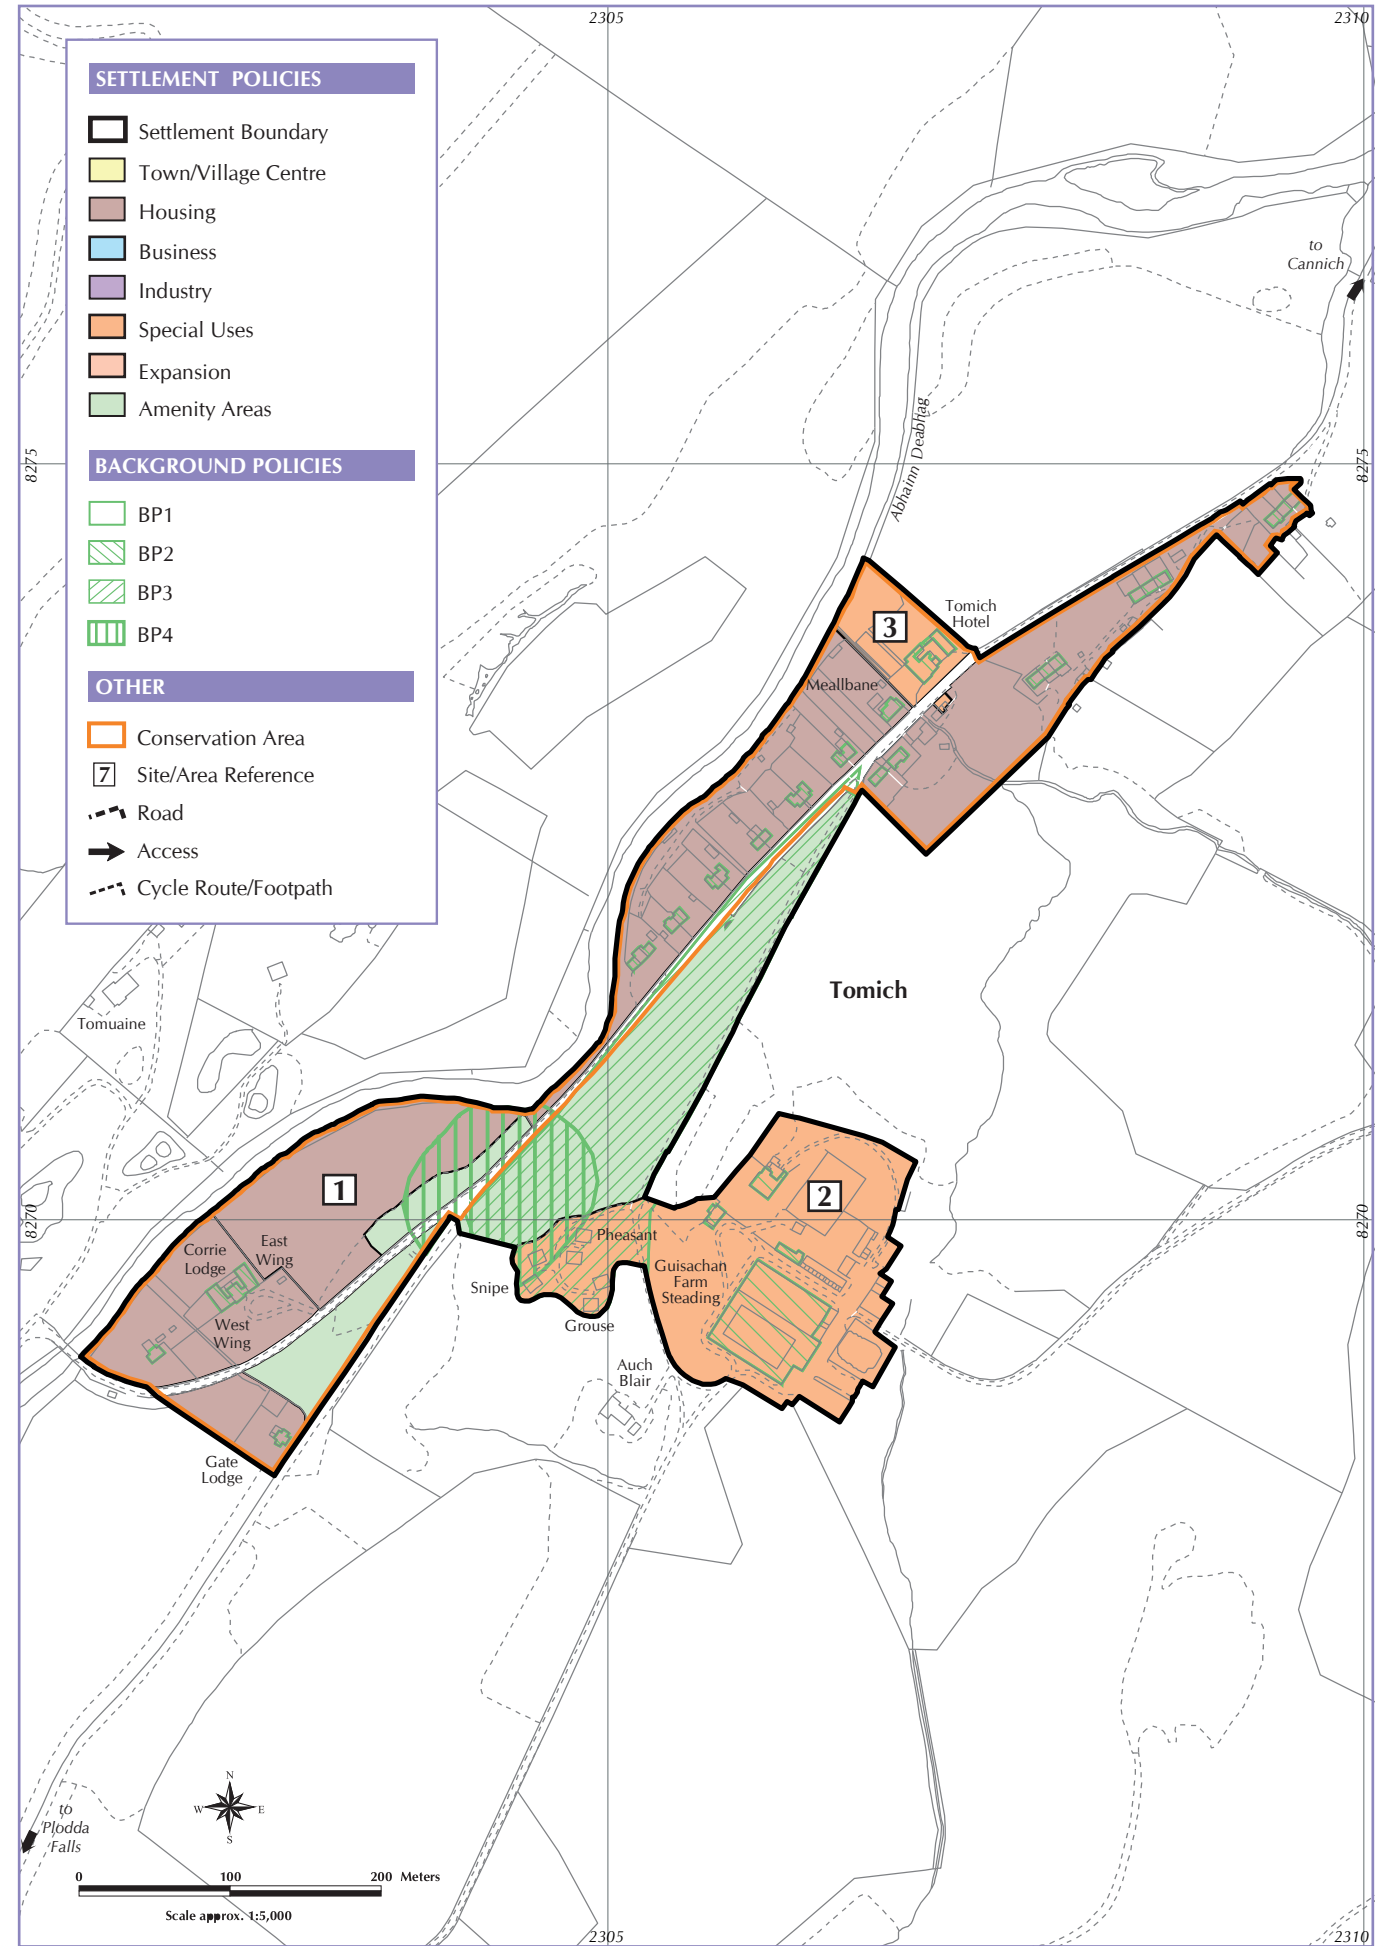 2305
2310
SETTLEMENT POLICIES
Settlement Boundary
Town/Village Centre
Housing
Business
Industry
Special Uses
Expansion
Amenity Areas
BACKGROUND POLICIES
BP1
BP2
BP3
BP4
OTHER
Conservation Area
7
Site/Area Reference
Road
Access
Cycle Route/Footpath
to
Cannich
Abhainn Deabhag
8275
8275
3
Tomich
Hotel
Meallbane
Tomich
Tomuaine
1
2
8270
8270
Corrie
Lodge
East
Wing
West
Wing
Pheasant
Snipe
Grouse
Guisachan
Farm
Steading
Auch
Blair
Gate
Lodge
to
Plodda
Falls
N
W
E
S
0
100
200 Meters
Scale approx. 1:5,000
2305
2310